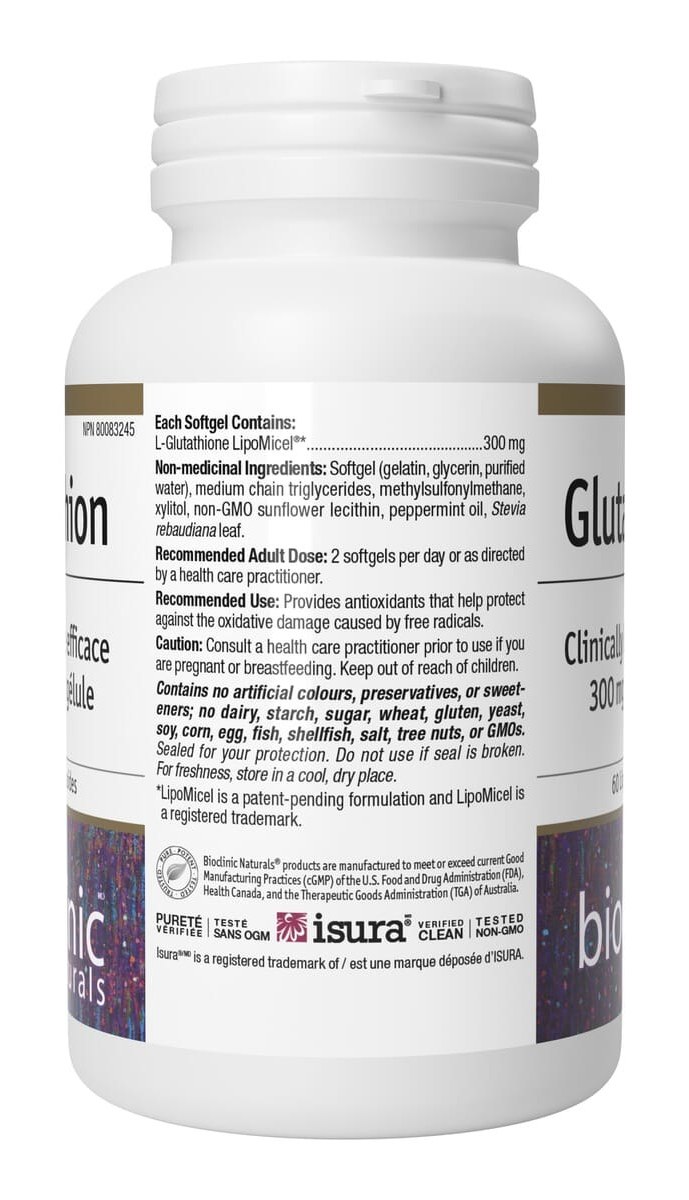 NPN 80083245
hion
efficace
gélule
nic
urals
Each Softgel Contains:
L-Glutathione LipoMicel®*..........................................300 mg
Non-medicinal Ingredients: Softgel (gelatin, glycerin, purified
water), medium chain triglycerides, methylsulfonylmethane,
xylitol, non-GMO sunflower lecithin, peppermint oil, Stevia
rebaudiana leaf.
Recommended Adult Dose: 2 softgels per day or as directed
by a health care practitioner.
Recommended Use: Provides antioxidants that help protect
against the oxidative damage caused by free radicals.
Caution: Consult a health care practitioner prior to use if you
are pregnant or breastfeeding. Keep out of reach of children.
Contains no artificial colours, preservatives, or sweet-
eners; no dairy, starch, sugar, wheat, gluten, yeast,
soy, corn, egg, fish, shellfish, salt, tree nuts, or GMOs.
Sealed for your protection. Do not use if seal is broken.
For freshness, store in a cool, dry place.
*LipoMicel is a patent-pending formulation and LipoMicel is
a registered trademark.
PURE · POTENT · TESTED · TRUSTED
Bioclinic Naturals® products are manufactured to meet or exceed current Good
Manufacturing Practices (cGMP) of the U.S. Food and Drug Administration (FDA),
Health Canada, and the Therapeutic Goods Administration (TGA) of Australia.
PURETÉ VÉRIFIÉE | TESTÉ SANS OGM isura® VERIFIED CLEAN | TESTED NON-GMO
Isura®/MD is a registered trademark of / est une marque déposée d'ISURA.
Gluta
Clinically
300 mg
60
bio